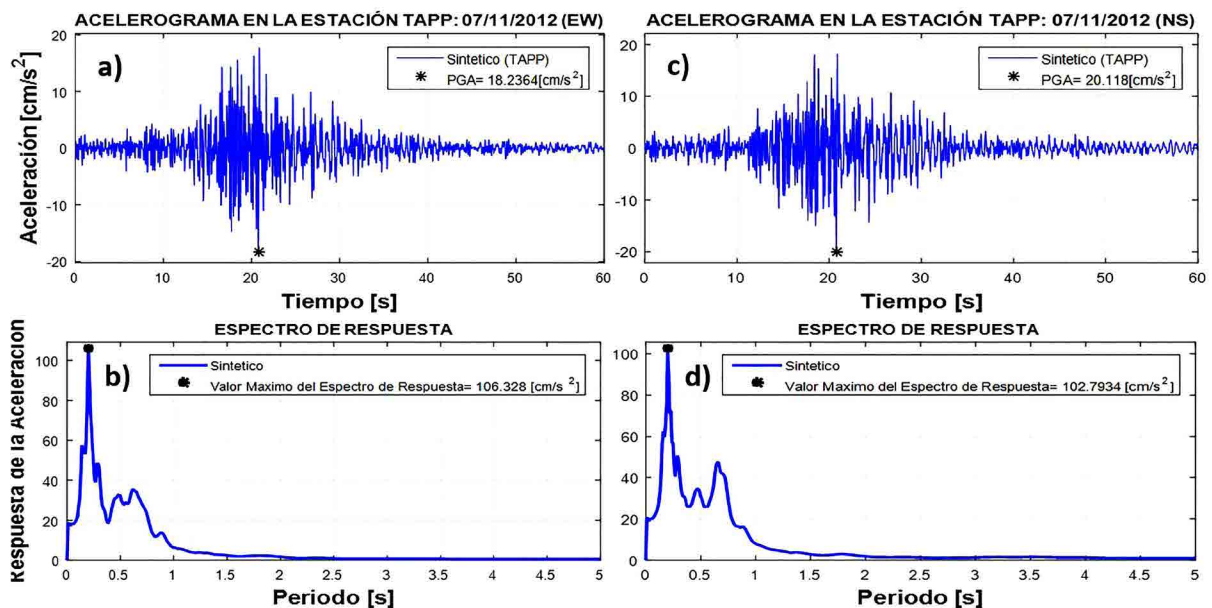 ACELEROGRAMA EN LA ESTACIÓN TAPP: 07/11/2012 (EW)
a)
Sintetico (TAPP)
PGA= 18.2364[cm/s²]
Aceleración [cm/s²]
20
10
0
-10
-20
0 10 20 30 40 50 60
Tiempo [s]
ACELEROGRAMA EN LA ESTACIÓN TAPP: 07/11/2012 (NS)
c)
Sintetico (TAPP)
PGA= 20.118[cm/s²]
20
10
0
-10
-20
0 10 20 30 40 50 60
Tiempo [s]
ESPECTRO DE RESPUESTA
b)
Sintetico
Valor Maximo del Espectro de Respuesta= 106.328 [cm/s²]
Respuesta de la Aceleracion
100
80
60
40
20
0
0 0.5 1 1.5 2 2.5 3 3.5 4 4.5 5
Periodo [s]
ESPECTRO DE RESPUESTA
d)
Sintetico
Valor Maximo del Espectro de Respuesta= 102.7934 [cm/s²]
100
80
60
40
20
0
0 0.5 1 1.5 2 2.5 3 3.5 4 4.5 5
Periodo [s]